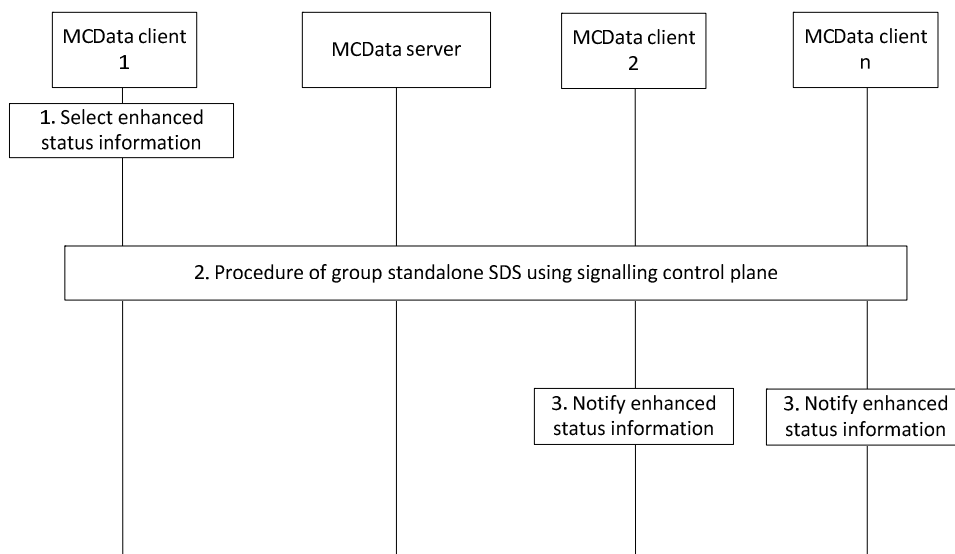 MCData client
1
MCData server
MCData client
2
MCData client
n
1. Select enhanced
status information
2. Procedure of group standalone SDS using signalling control plane
3. Notify enhanced
status information
3. Notify enhanced
status information